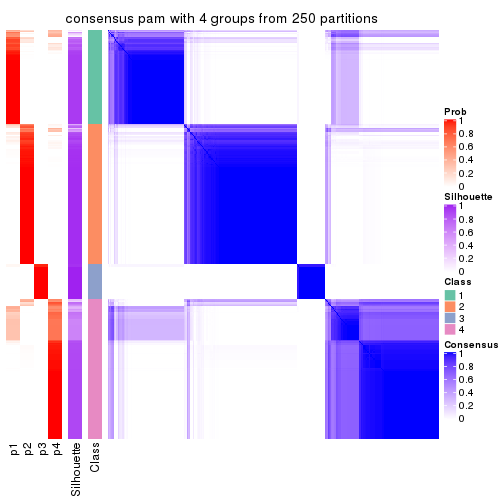 consensus pam with 4 groups from 250 partitions
Prob
1
0.8
0.6
0.4
0.2
0
Silhouette
1
0.8
0.6
0.4
0.2
0
Class
1
2
3
4
Consensus
1
0.8
0.6
0.4
0.2
0
p1
p2
p3
p4
Silhouette
Class